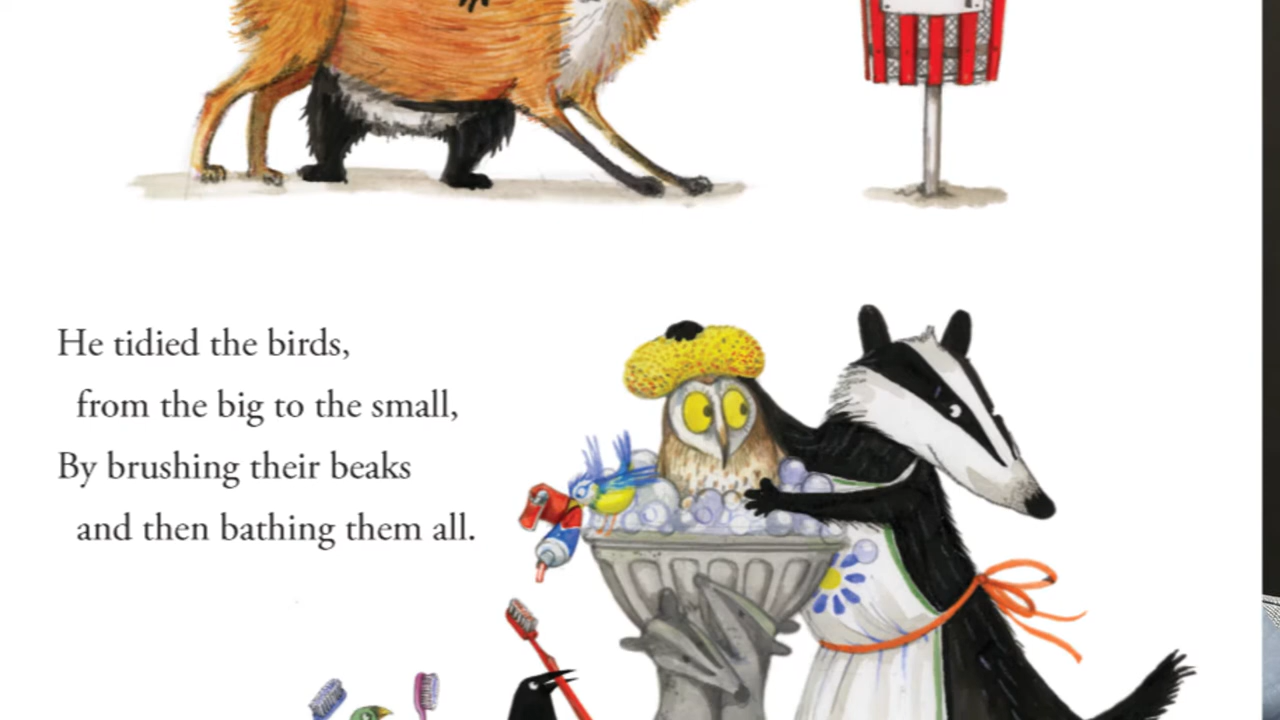 He tidied the birds,
from the big to the small,
By brushing their beaks
and then bathing them all.